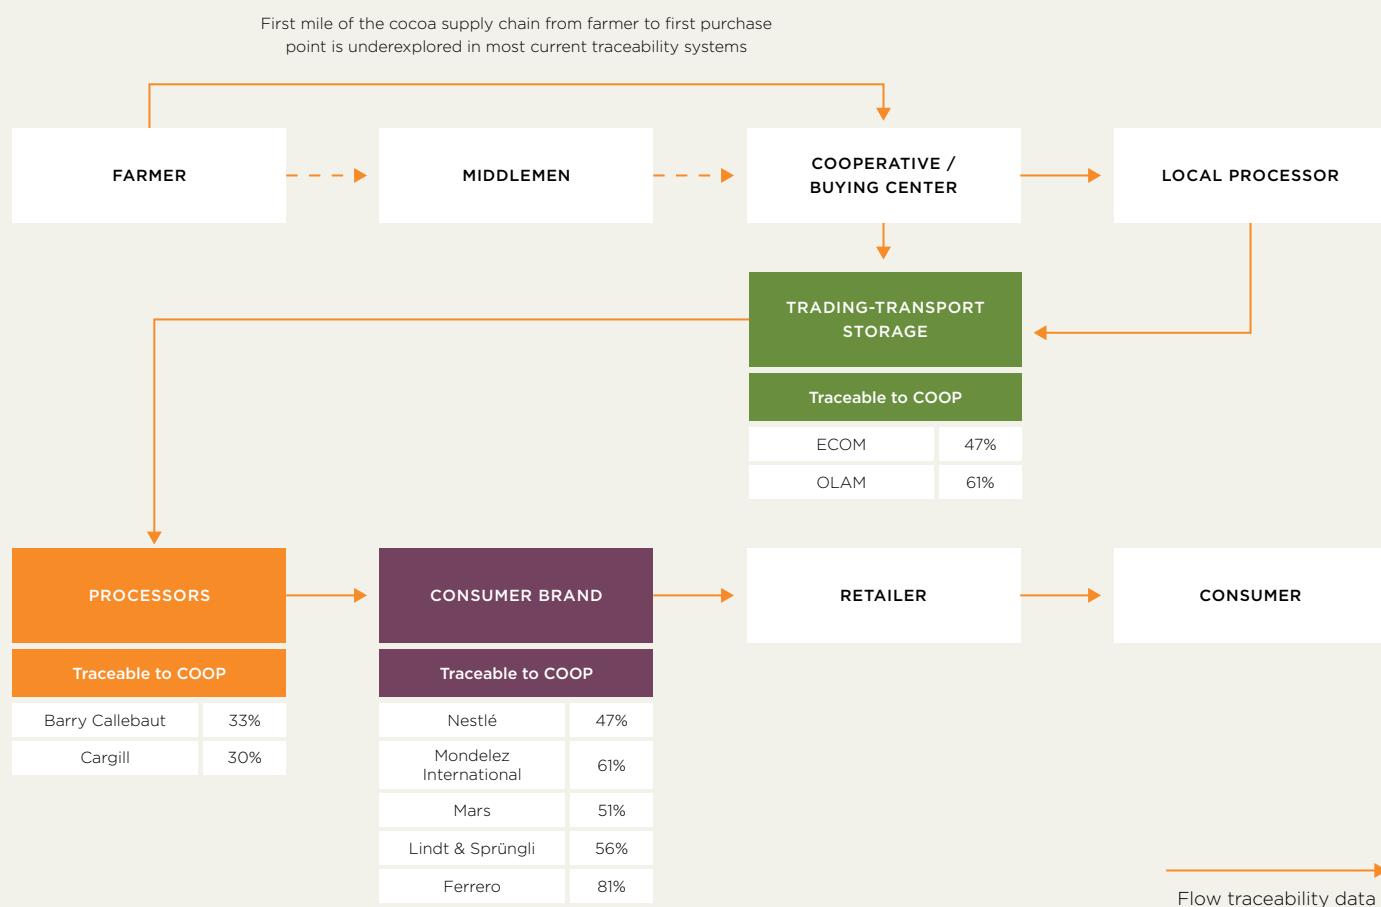 First mile of the cocoa supply chain from farmer to first purchase
point is underexplored in most current traceability systems
FARMER
MIDDLEMEN
COOPERATIVE /
BUYING CENTER
LOCAL PROCESSOR
TRADING-TRANSPORT
STORAGE
Traceable to COOP
ECOM 47%
OLAM 61%
PROCESSORS
Traceable to COOP
Barry Callebaut 33%
Cargill 30%
CONSUMER BRAND
Traceable to COOP
Nestlé 47%
Mondelez
International 61%
Mars 51%
Lindt & Sprüngli 56%
Ferrero 81%
RETAILER
CONSUMER
Flow traceability data